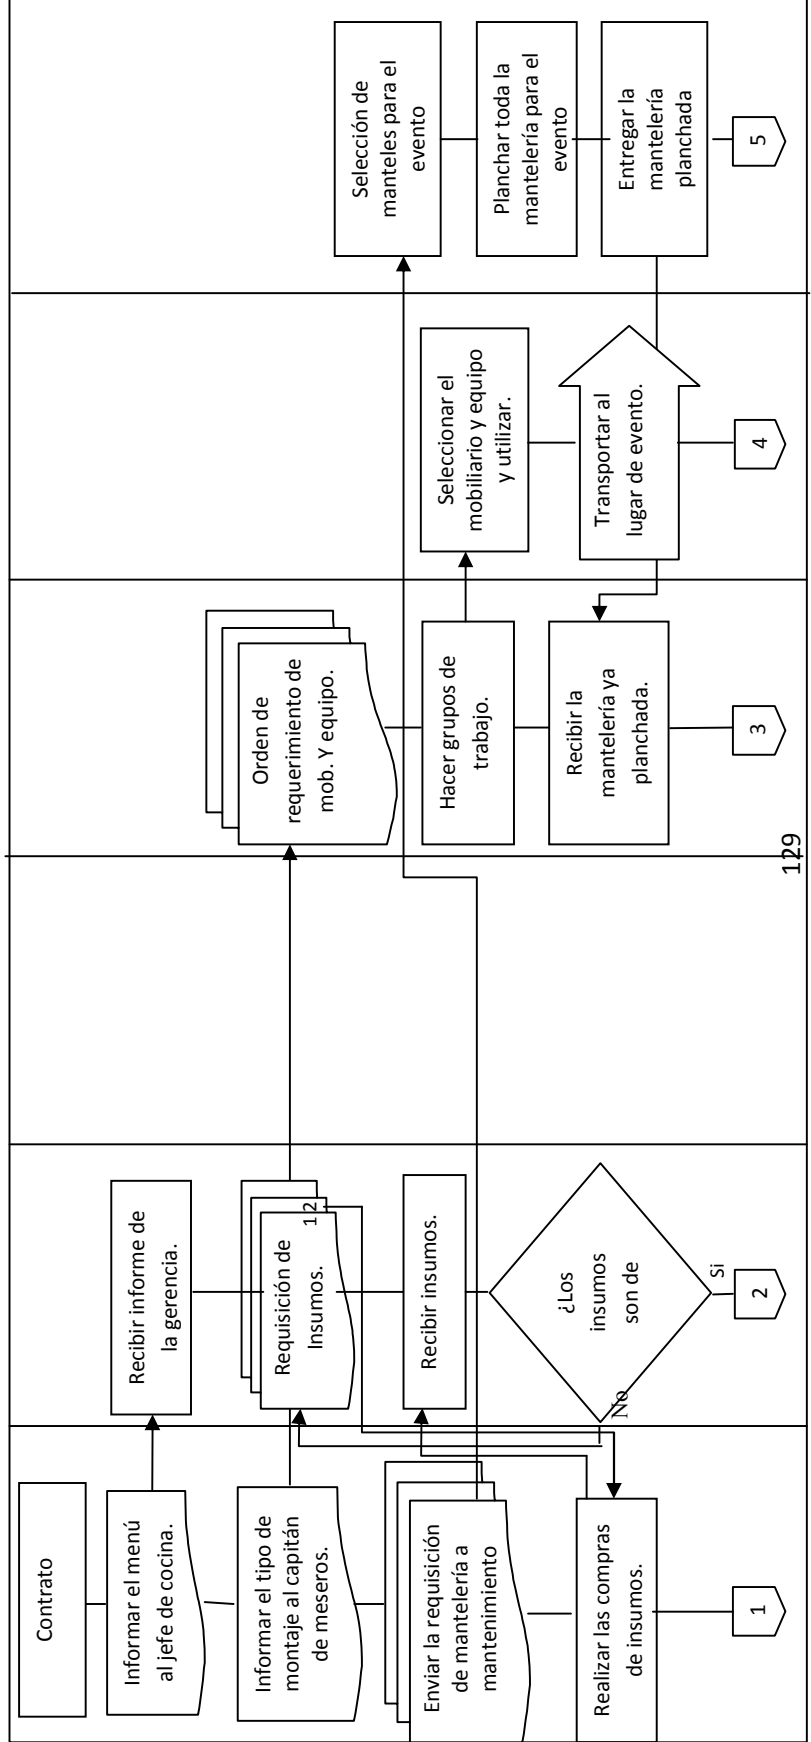 Contrato
Informar el menú
al jefe de cocina.
Informar el tipo de
montaje al capitán
de meseros.
Enviar la requisición
de mantelería a
mantenimiento
Realizar las compras
de insumos.
1
Recibir informe de
la gerencia.
Requisición de
Insumos.
1
2
Recibir insumos.
¿Los
insumos
son de
No
Si
2
Orden de
requerimiento de
mob. Y equipo.
Hacer grupos de
trabajo.
Recibir la
mantelería ya
planchada.
3
Seleccionar el
mobiliario y equipo
y utilizar.
Transportar al
lugar de evento.
4
Selección de
manteles para el
evento
Planchar toda la
mantelería para el
evento
Entregar la
mantelería
planchada
5
129